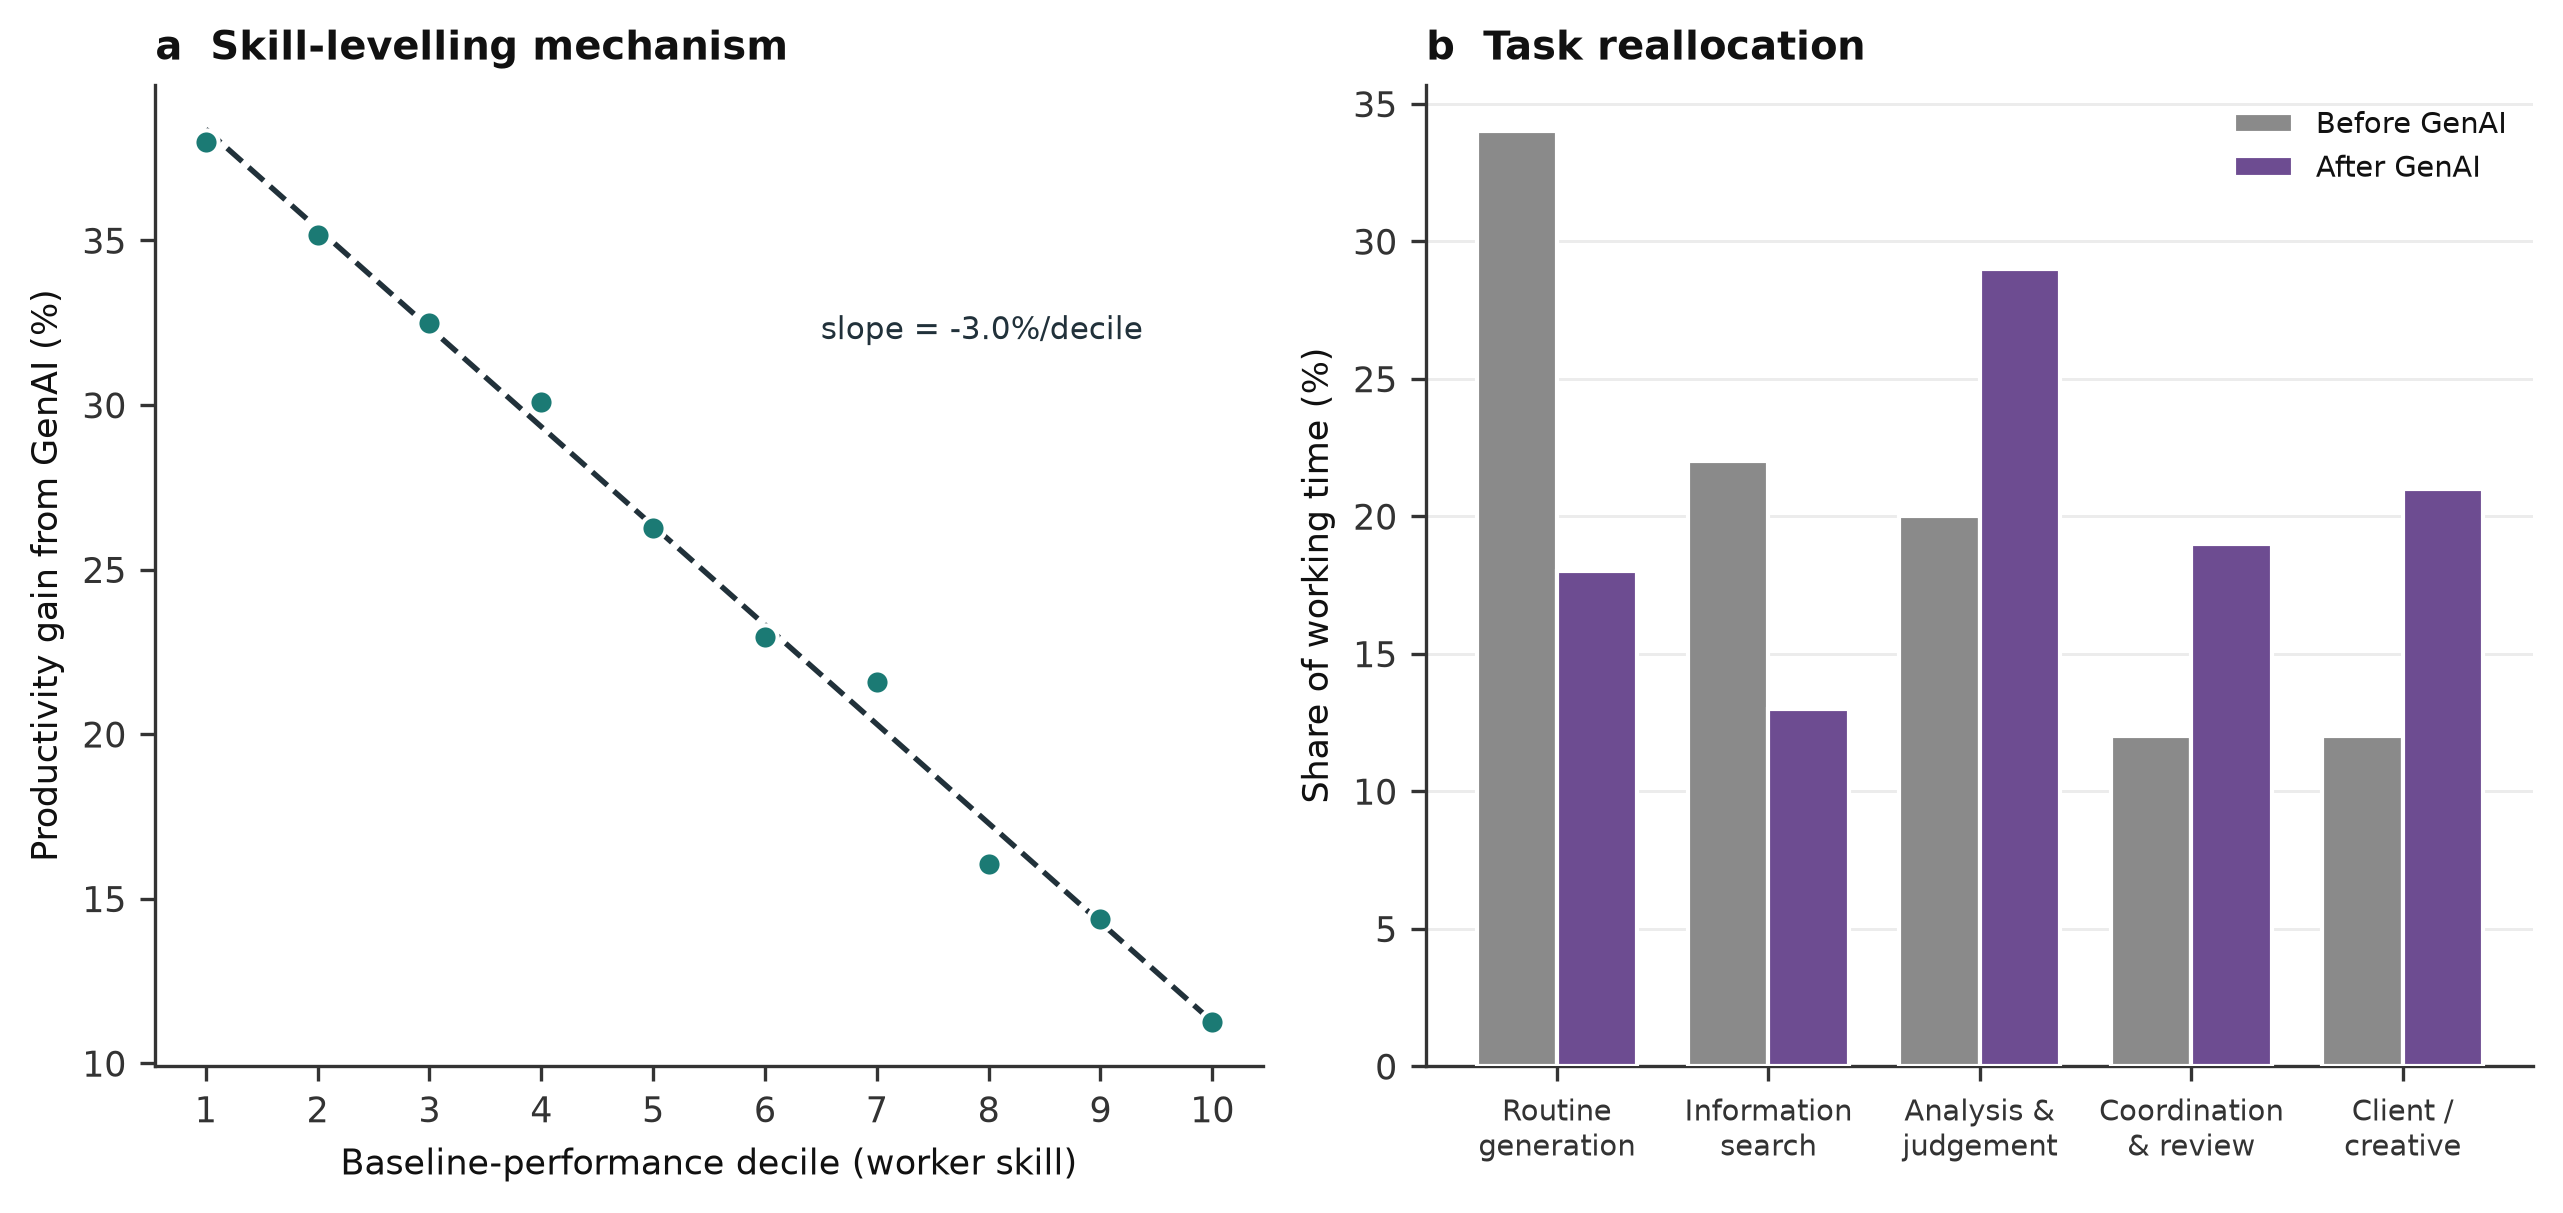 a Skill-levelling mechanism
Productivity gain from GenAI (%)
35
30
25
20
15
10
slope = -3.0%/decile
1 2 3 4 5 6 7 8 9 10
Baseline-performance decile (worker skill)
b Task reallocation
Share of working time (%)
35
30
25
20
15
10
5
0
Before GenAI
After GenAI
Routine
generation
Information
search
Analysis &
judgement
Coordination
& review
Client /
creative